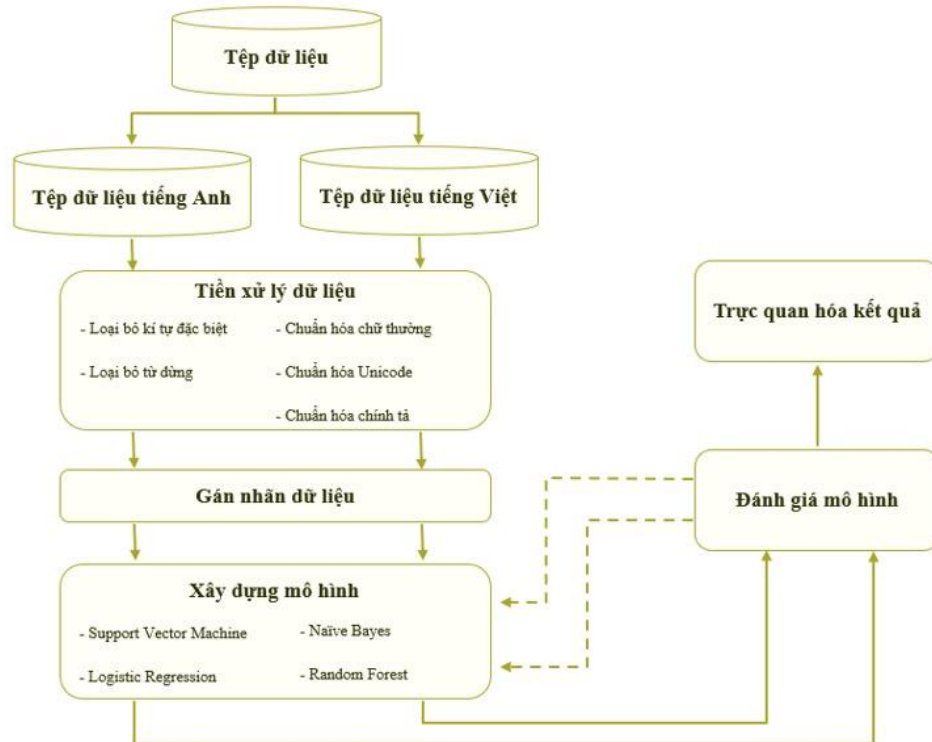 Tệp dữ liệu
Tệp dữ liệu tiếng Anh
Tệp dữ liệu tiếng Việt
Tiền xử lý dữ liệu
- Loại bỏ kí tự đặc biệt
- Chuẩn hóa chữ thường
- Loại bỏ từ dừng
- Chuẩn hóa Unicode
- Chuẩn hóa chính tả
Trực quan hóa kết quả
Gán nhãn dữ liệu
Đánh giá mô hình
Xây dựng mô hình
- Support Vector Machine
- Naïve Bayes
- Logistic Regression
- Random Forest